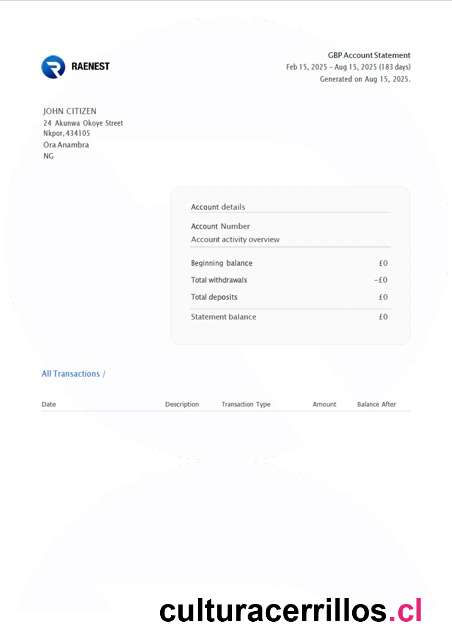 RAENEST
GBP Account Statement
Feb 15, 2025 – Aug 15, 2025 (183 days)
Generated on Aug 15, 2025.
JOHN CITIZEN
24 Akunwa Okoye Street
Nkpor,434105
Ora Anambra
NG
Account details
Account Number
Account activity overview
Beginning balance £0
Total withdrawals –£0
Total deposits £0
Statement balance £0
All Transactions /
Date Description Transaction Type Amount Balance After
culturacerrillos.cl